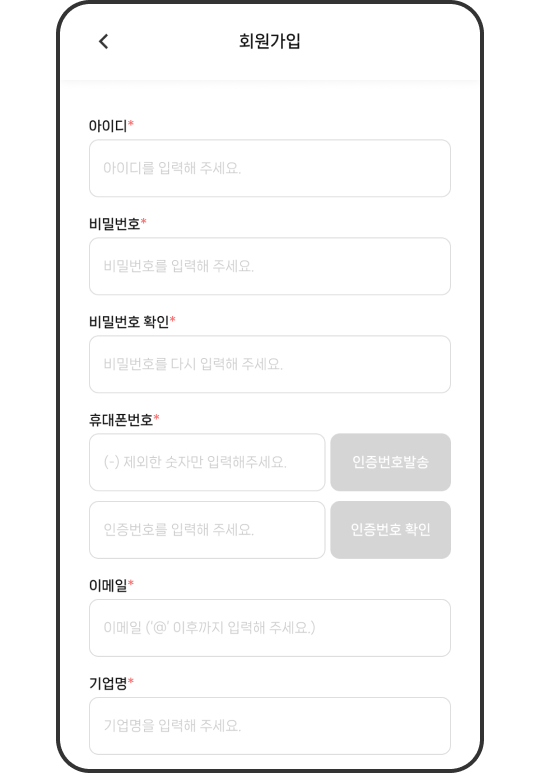 회원가입
아이디*
아이디를 입력해 주세요.
비밀번호*
비밀번호를 입력해 주세요.
비밀번호 확인*
비밀번호를 다시 입력해 주세요.
휴대폰번호*
(-) 제외한 숫자만 입력해주세요. 인증번호발송
인증번호를 입력해 주세요. 인증번호 확인
이메일*
이메일 ('@' 이후까지 입력해 주세요.)
기업명*
기업명을 입력해 주세요.